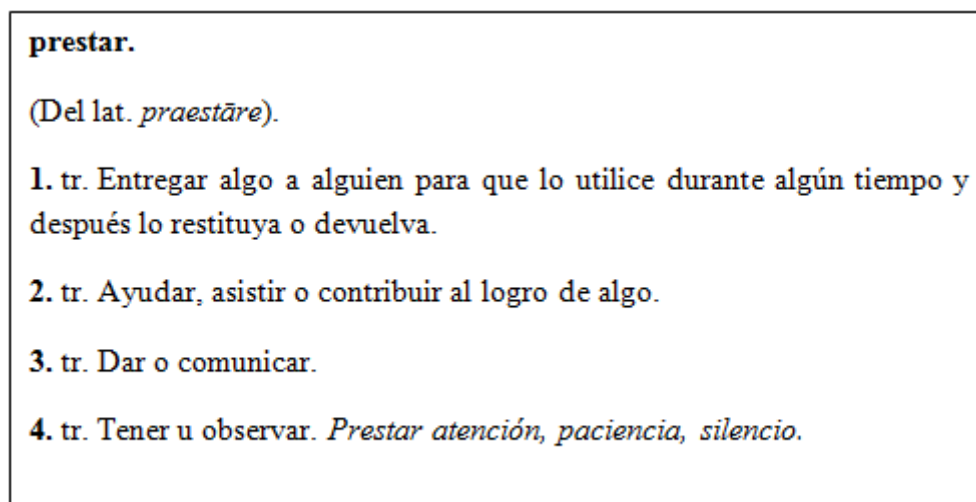 prestar.
(Del lat. praestāre).
1. tr. Entregar algo a alguien para que lo utilice durante algún tiempo y
después lo restituya o devuelva.
2. tr. Ayudar, asistir o contribuir al logro de algo.
3. tr. Dar o comunicar.
4. tr. Tener u observar. Prestar atención, paciencia, silencio.